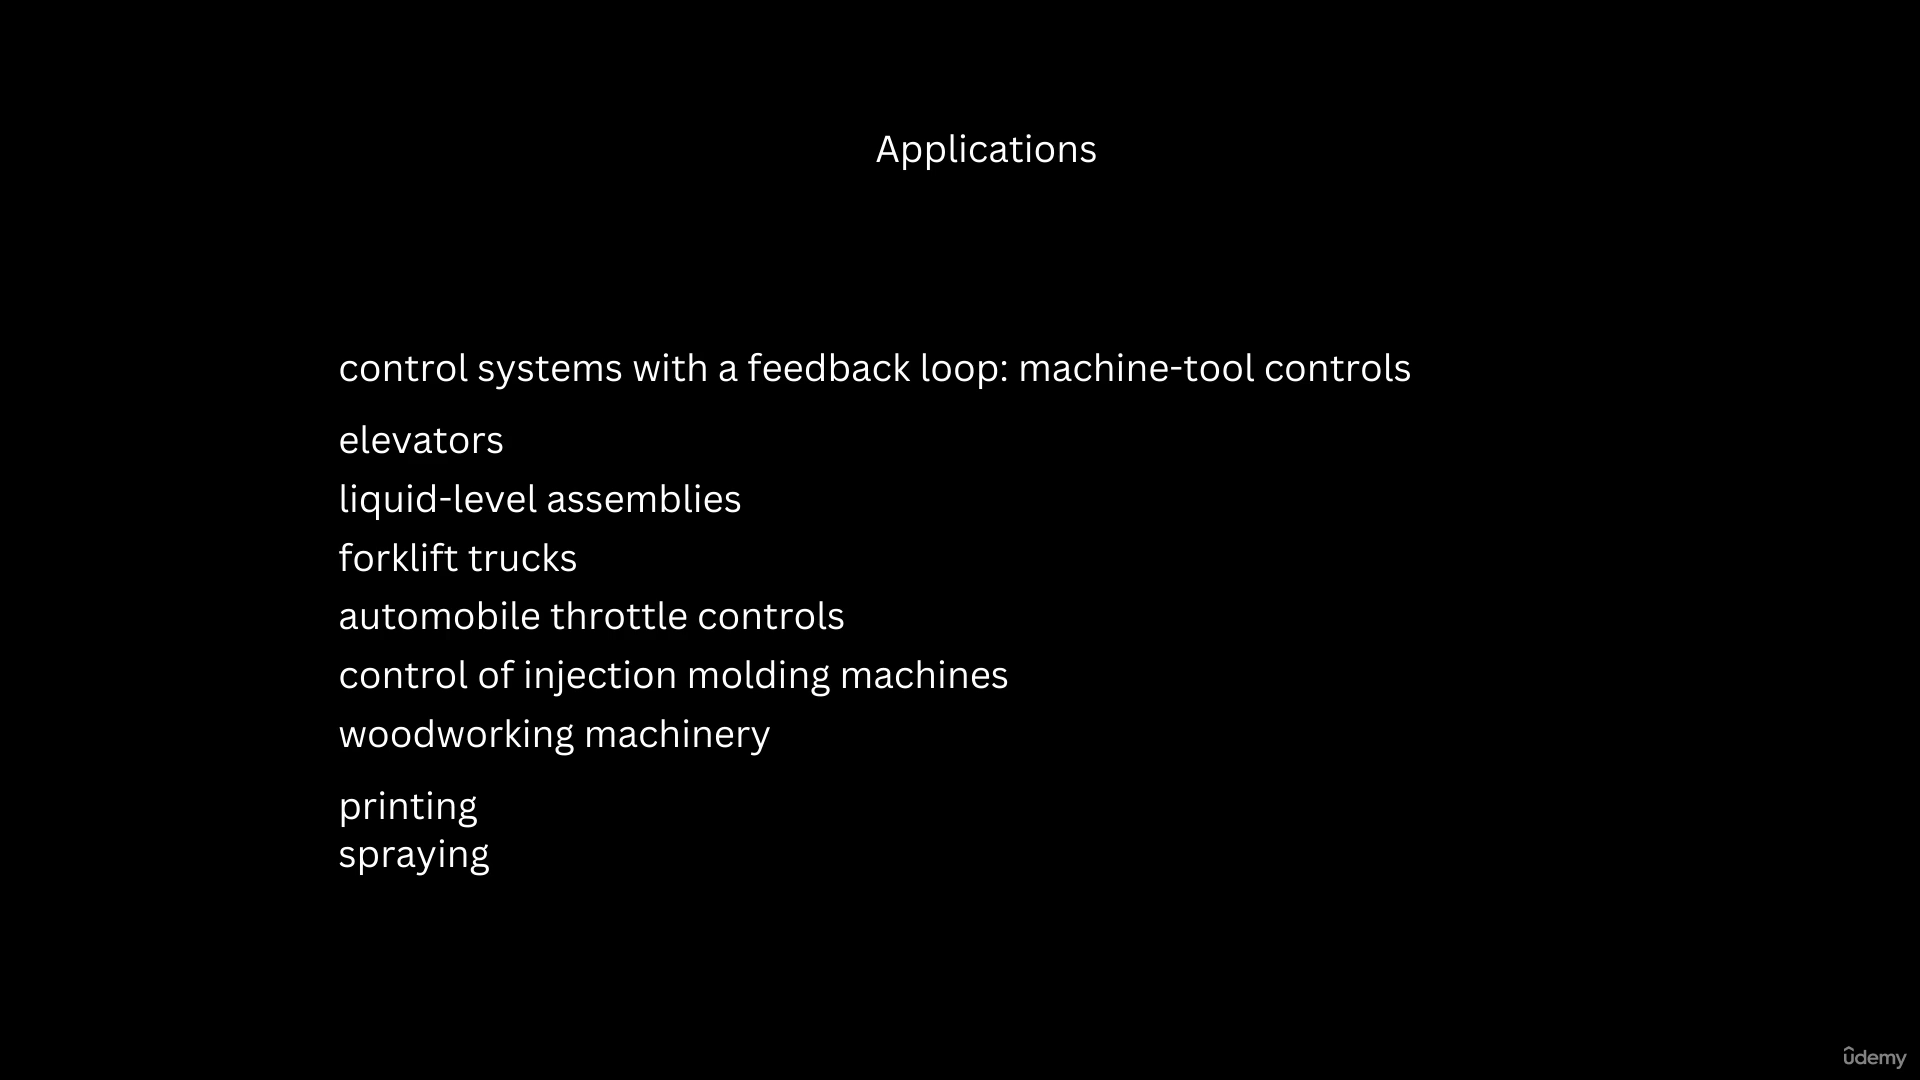 Applications
control systems with a feedback loop: machine-tool controls
elevators
liquid-level assemblies
forklift trucks
automobile throttle controls
control of injection molding machines
woodworking machinery
printing
spraying
udemy